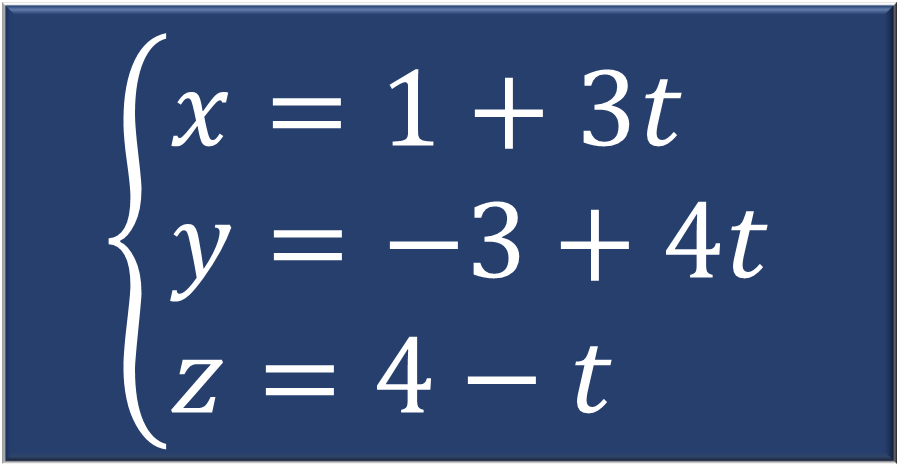 x = 1 + 3t
y = −3 + 4t
z = 4 − t